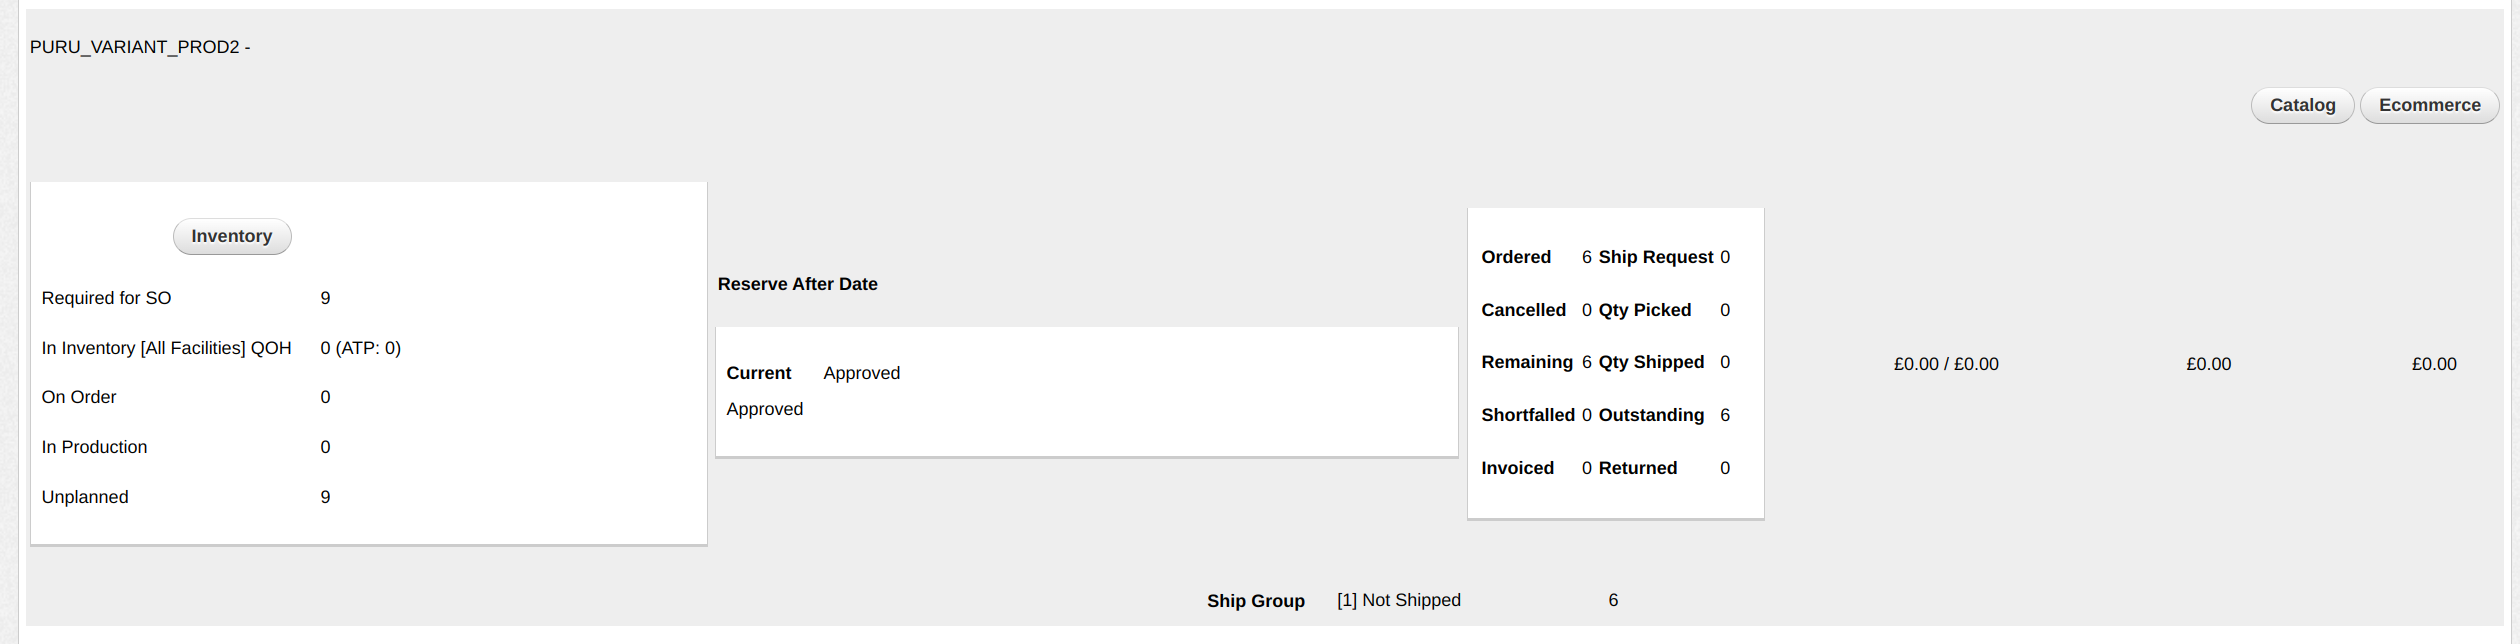 PURU_VARIANT_PROD2 -
Catalog Ecommerce
Inventory
Required for SO 9
In Inventory [All Facilities] QOH 0 (ATP: 0)
On Order 0
In Production 0
Unplanned 9
Reserve After Date
Current Approved
Approved
Ordered 6 Ship Request 0
Cancelled 0 Qty Picked 0
Remaining 6 Qty Shipped 0
Shortfalled 0 Outstanding 6
Invoiced 0 Returned 0
£0.00 / £0.00 £0.00 £0.00
Ship Group [1] Not Shipped 6